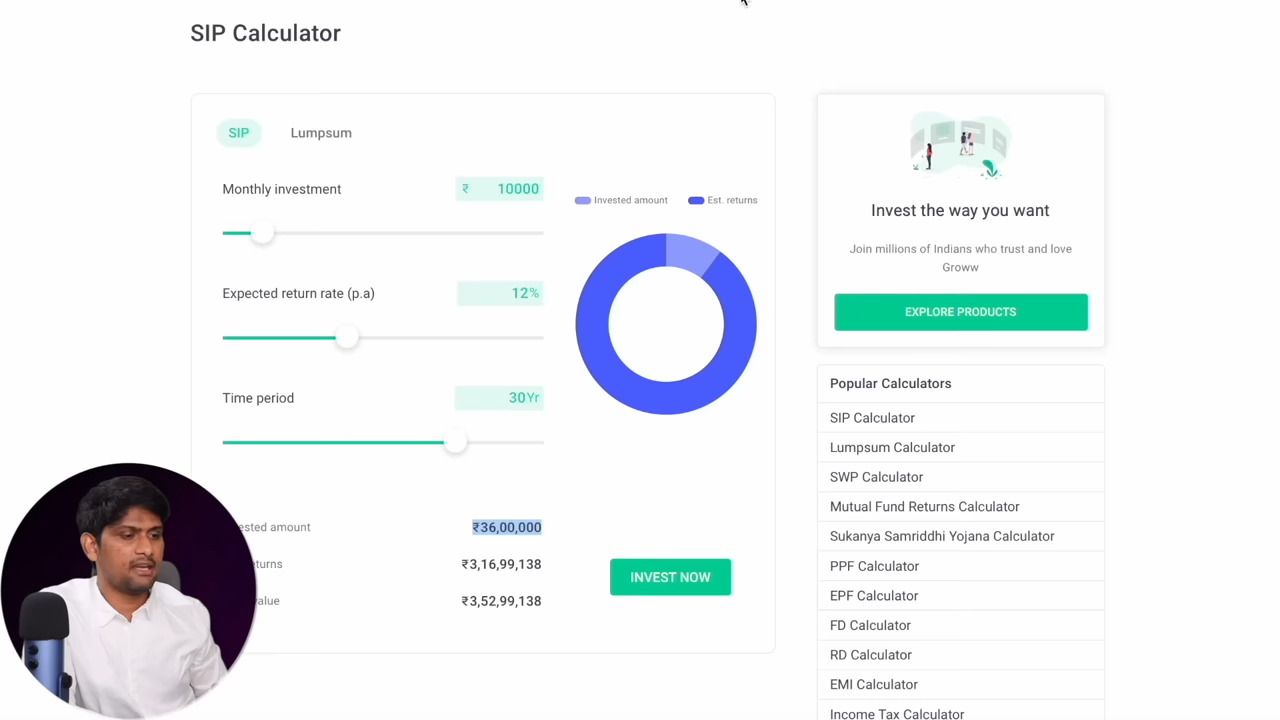 SIP Calculator
SIP
Lumpsum
Monthly investment
₹ 10000
Expected return rate (p.a)
12%
Time period
30Yr
ested amount
₹36,00,000
turns
₹3,16,99,138
value
₹3,52,99,138
Invested amount
Est. returns
INVEST NOW
Invest the way you want
Join millions of Indians who trust and love
Groww
EXPLORE PRODUCTS
Popular Calculators
SIP Calculator
Lumpsum Calculator
SWP Calculator
Mutual Fund Returns Calculator
Sukanya Samriddhi Yojana Calculator
PPF Calculator
EPF Calculator
FD Calculator
RD Calculator
EMI Calculator
Income Tax Calculator